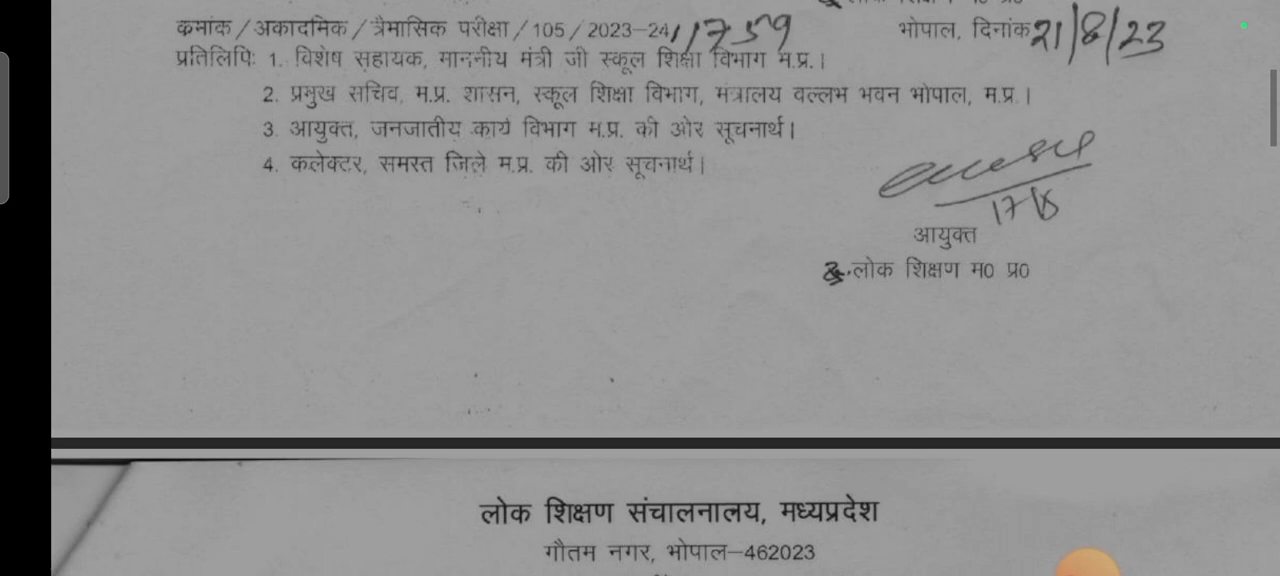 क्रमांक / अकादमिक / त्रैमासिक परीक्षा / 105 / 2023-24/1759 भोपाल, दिनांक 21/8/23
प्रतिलिपिः 1. विशेष सहायक, माननीय मंत्री जी स्कूल शिक्षा विभाग म.प्र.।
2. प्रमुख सचिव, म.प्र. शासन, स्कूल शिक्षा विभाग, मंत्रालय वल्लभ भवन भोपाल, म.प्र.।
3. आयुक्त, जनजातीय कार्य विभाग म.प्र. की ओर सूचनार्थ।
4. कलेक्टर, समस्त जिले म.प्र. की ओर सूचनार्थ।
आयुक्त
लोक शिक्षण म0 प्र0
लोक शिक्षण संचालनालय, मध्यप्रदेश
गौतम नगर, भोपाल-462023